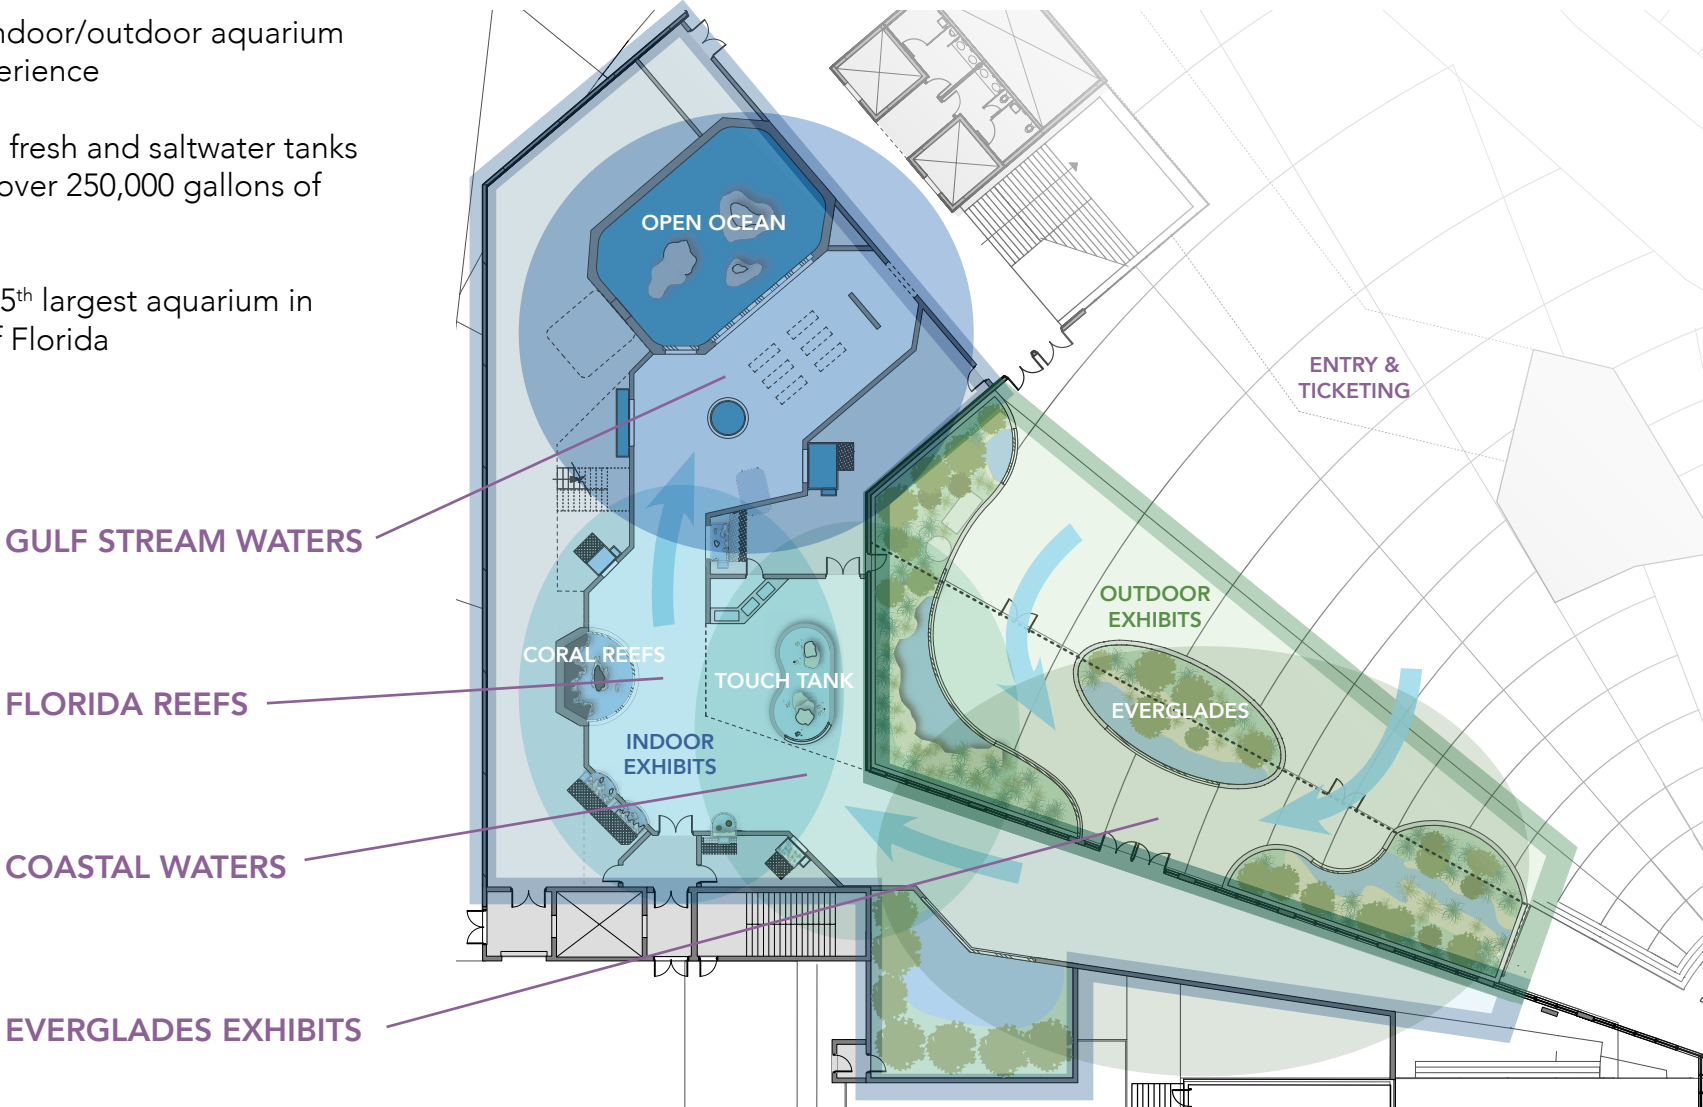 ndoor/outdoor aquarium
erience
fresh and saltwater tanks
over 250,000 gallons of
5th largest aquarium in
f Florida
OPEN OCEAN
ENTRY &
TICKETING
GULF STREAM WATERS
OUTDOOR
EXHIBITS
CORAL REEFS
TOUCH TANK
FLORIDA REEFS
EVERGLADES
INDOOR
EXHIBITS
COASTAL WATERS
EVERGLADES EXHIBITS